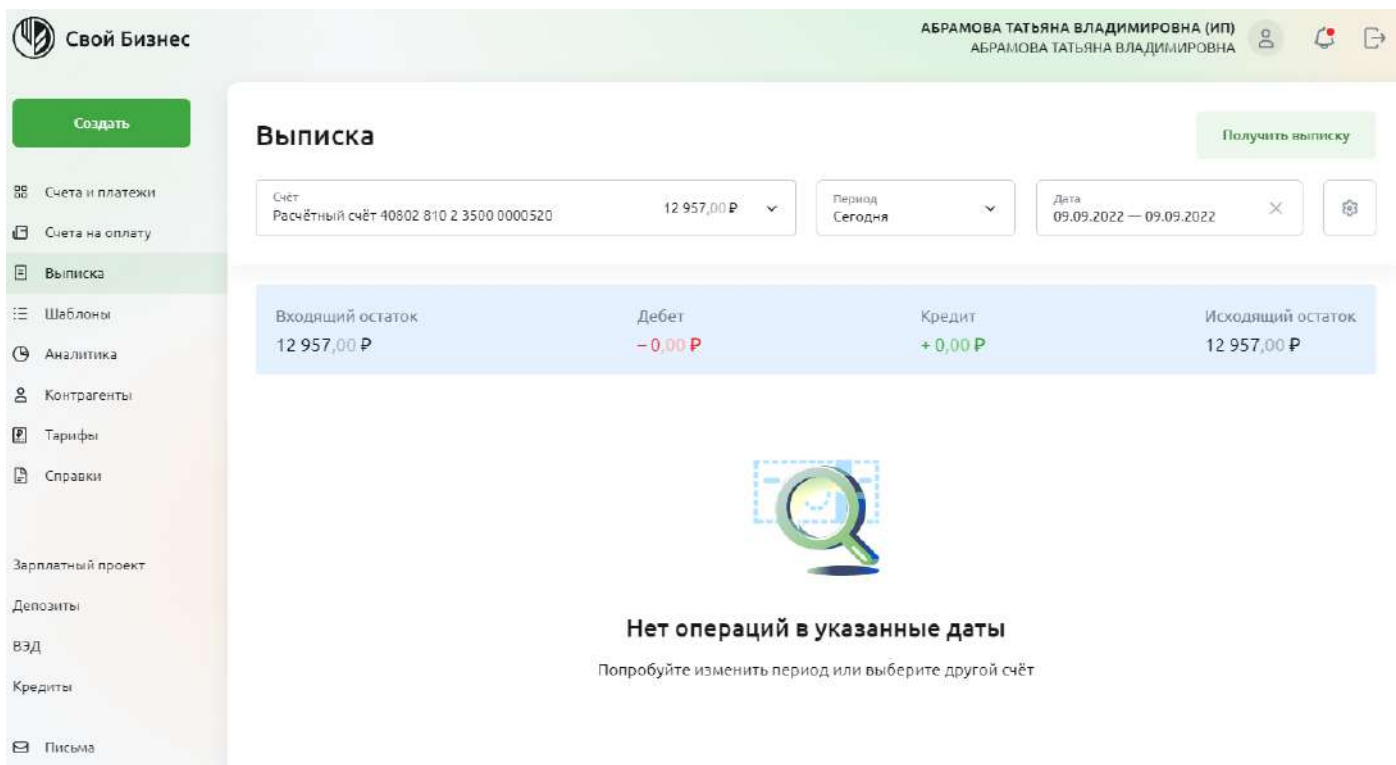 Свой Бизнес
АБРАМОВА ТАТЬЯНА ВЛАДИМИРОВНА (ИП)
АБРАМОВА ТАТЬЯНА ВЛАДИМИРОВНА
Создать
Счета и платежи
Счета на оплату
Выписка
Шаблоны
Аналитика
Контрагенты
Тарифы
Справки
Зарплатный проект
Депозиты
ВЭД
Кредиты
Письма
Выписка
Получить выписку
Счёт
Расчётный счёт 40802 810 2 3500 0000520
12 957,00 ₽
Период
Сегодня
Дата
09.09.2022 — 09.09.2022
Входящий остаток
12 957,00 ₽
Дебет
– 0,00 ₽
Кредит
+ 0,00 ₽
Исходящий остаток
12 957,00 ₽
Нет операций в указанные даты
Попробуйте изменить период или выберите другой счёт